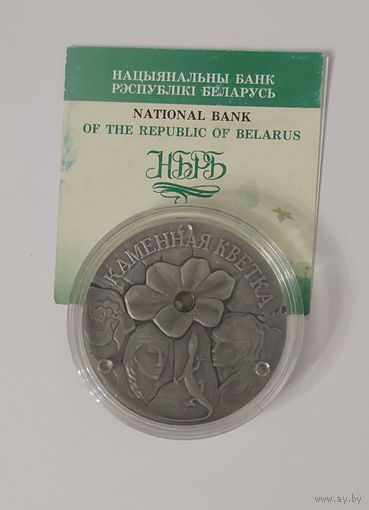 НАЦЫЯНАЛЬНЫ БАНК
РЭСПУБЛІКІ БЕЛАРУСЬ
NATIONAL BANK
OF THE REPUBLIC OF BELARUS
НБРБ
КАМЕННАЯ КВЕТКА
www.ay.by